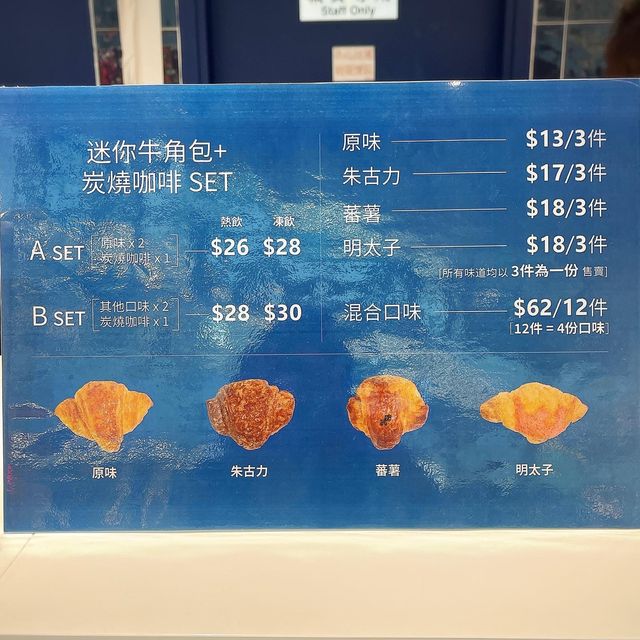 Staff Only
迷你牛角包+
炭燒咖啡 SET
熱飲 凍飲
A SET 原味 x 2 炭燒咖啡 x 1 $26 $28
B SET 其他口味 x 2 炭燒咖啡 x 1 $28 $30
原味 $13/3件
朱古力 $17/3件
蕃薯 $18/3件
明太子 $18/3件
[所有味道均以 3件為一份 售賣]
混合口味 $62/12件
[12件 = 4份口味]
原味 朱古力 蕃薯 明太子